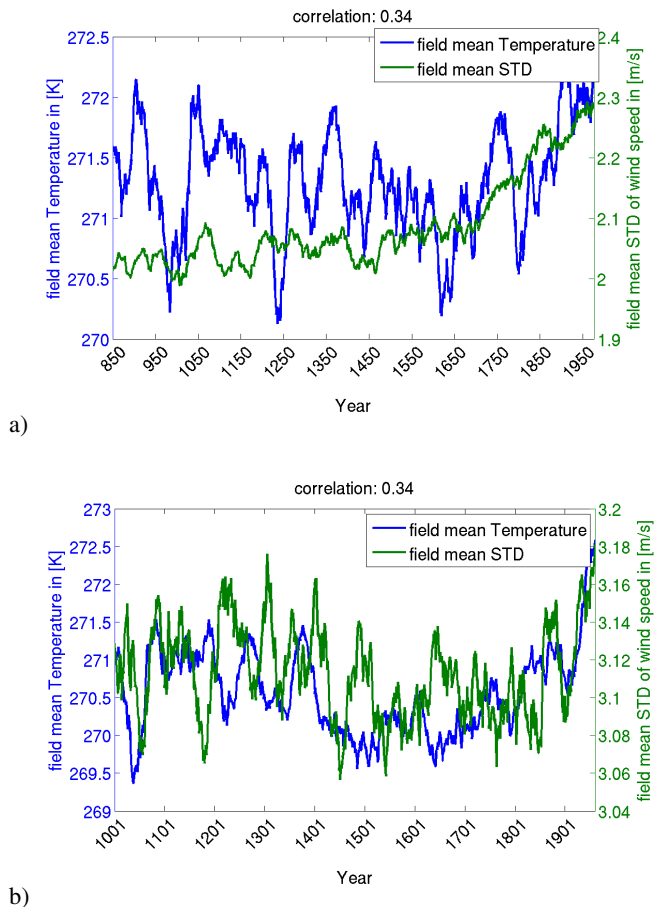 correlation: 0.34
field mean Temperature
field mean STD
field mean Temperature in [K]
272.5
272
271.5
271
270.5
270
field mean STD of wind speed in [m/s]
2.4
2.3
2.2
2.1
2
1.9
850 950 1050 1150 1250 1350 1450 1550 1650 1750 1850 1950
Year
a)
correlation: 0.34
field mean Temperature
field mean STD
field mean Temperature in [K]
273
272.5
272
271.5
271
270.5
270
269.5
269
field mean STD of wind speed in [m/s]
3.2
3.18
3.16
3.14
3.12
3.1
3.08
3.06
3.04
1001 1101 1201 1301 1401 1501 1601 1701 1801 1901
Year
b)